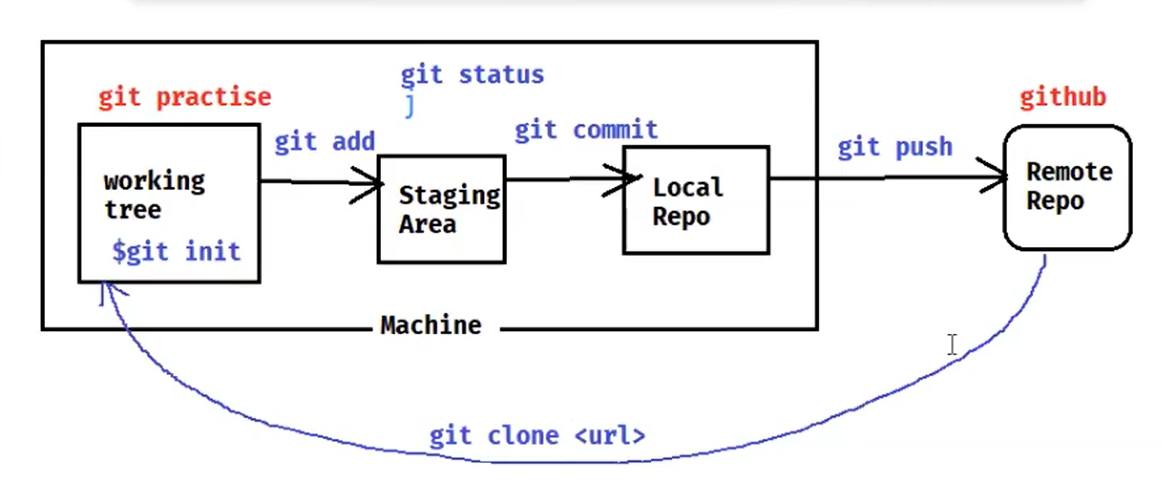 git status
j
git practise
github
git add
git commit
git push
working
tree
$git init
Staging
Area
Local
Repo
Remote
Repo
Machine
git clone <url>